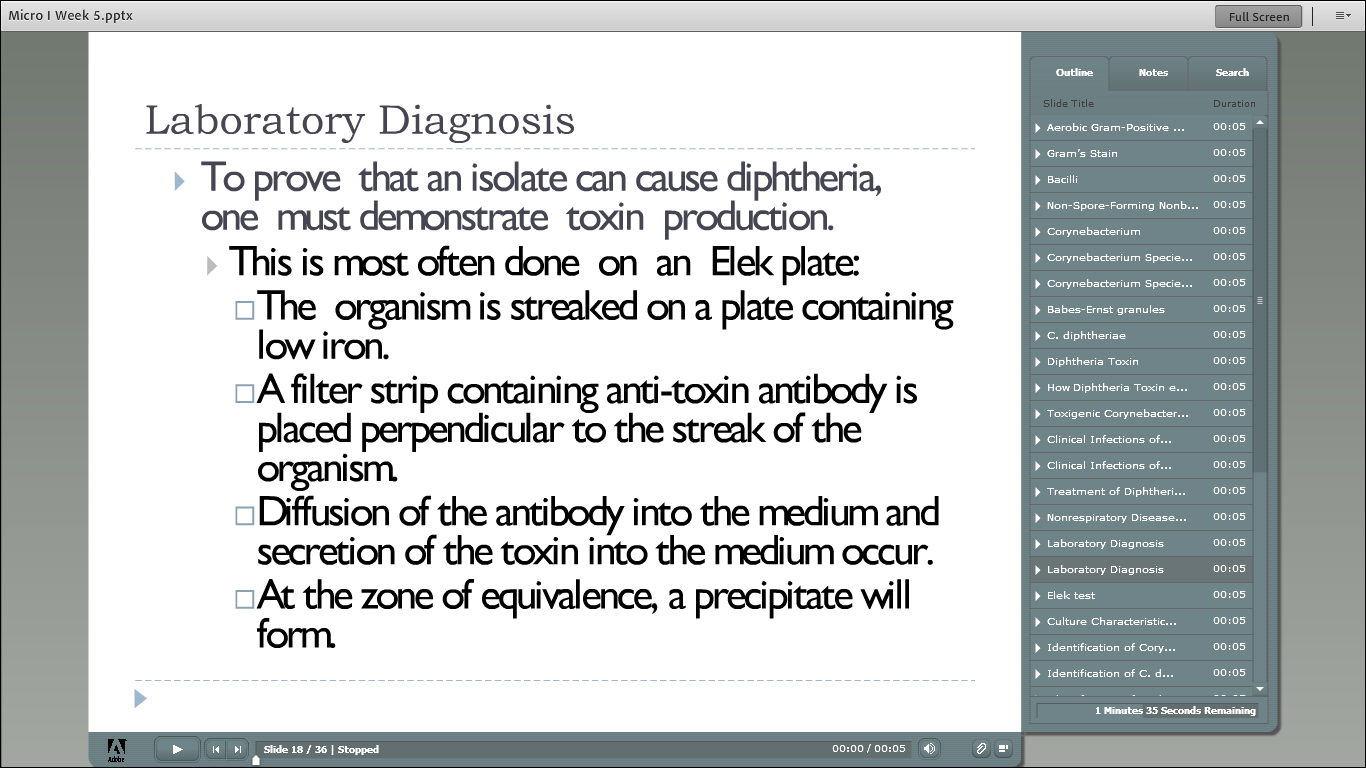 Micro I Week 5.pptx
Full Screen
Laboratory Diagnosis
To prove that an isolate can cause diphtheria,
one must demonstrate toxin production.
This is most often done on an Elek plate:
The organism is streaked on a plate containing
low iron.
A filter strip containing anti-toxin antibody is
placed perpendicular to the streak of the
organism.
Diffusion of the antibody into the medium and
secretion of the toxin into the medium occur.
At the zone of equivalence, a precipitate will
form.
Outline Notes Search
Slide Title Duration
Aerobic Gram-Positive ... 00:05
Gram's Stain 00:05
Bacilli 00:05
Non-Spore-Forming Nonb... 00:05
Corynebacterium 00:05
Corynebacterium Specie... 00:05
Corynebacterium Specie... 00:05
Babes-Ernst granules 00:05
C. diphtheriae 00:05
Diphtheria Toxin 00:05
How Diphtheria Toxin e... 00:05
Toxigenic Corynebacter... 00:05
Clinical Infections of... 00:05
Clinical Infections of... 00:05
Treatment of Diphtheri... 00:05
Nonrespiratory Disease... 00:05
Laboratory Diagnosis 00:05
Laboratory Diagnosis 00:05
Elek test 00:05
Culture Characteristic... 00:05
Identification of Cory... 00:05
Identification of C. d... 00:05
1 Minutes 35 Seconds Remaining
Adobe
Slide 18 / 36 | Stopped
00:00 / 00:05